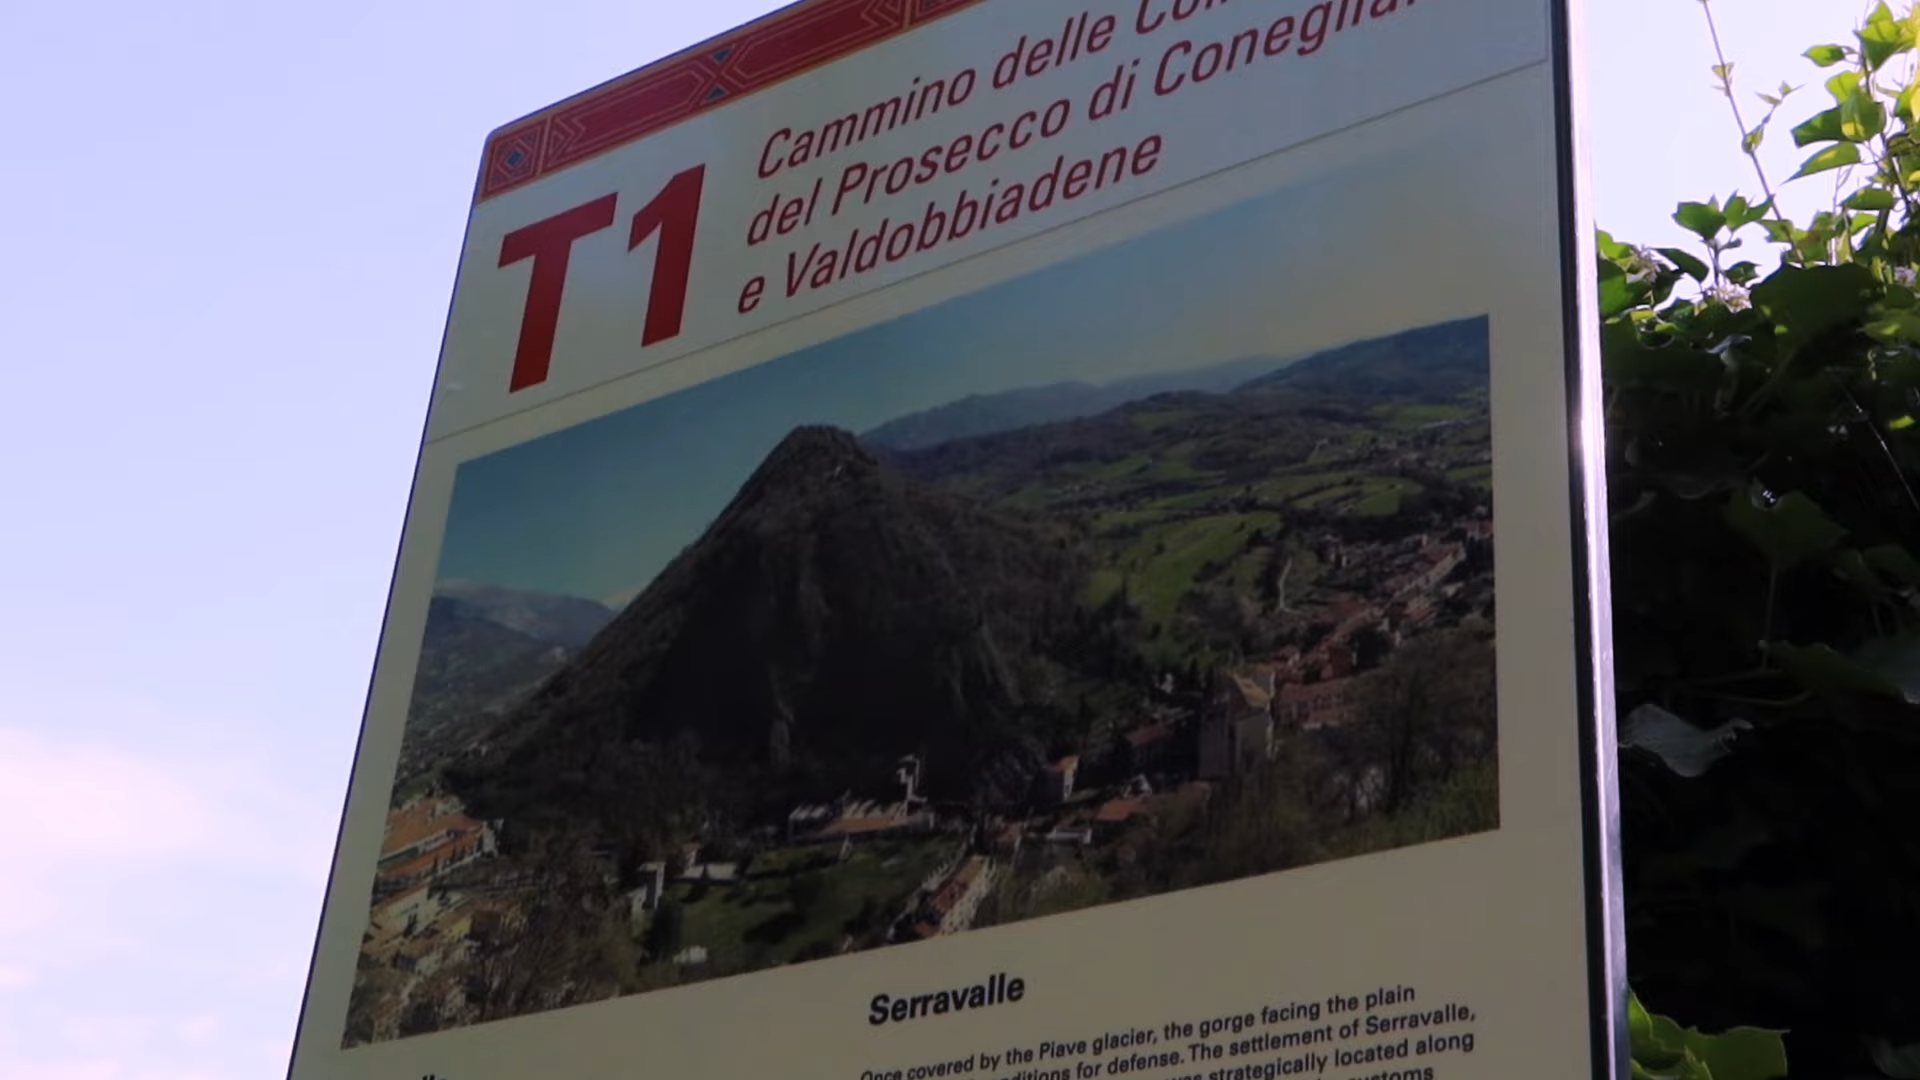 T1
Cammino delle
del Prosecco di
e Valdobbiadene
Serravalle
Once covered by the Piave glacier, the gorge facing the plain
for defense. The settlement of Serravalle,
strategically located along
customs